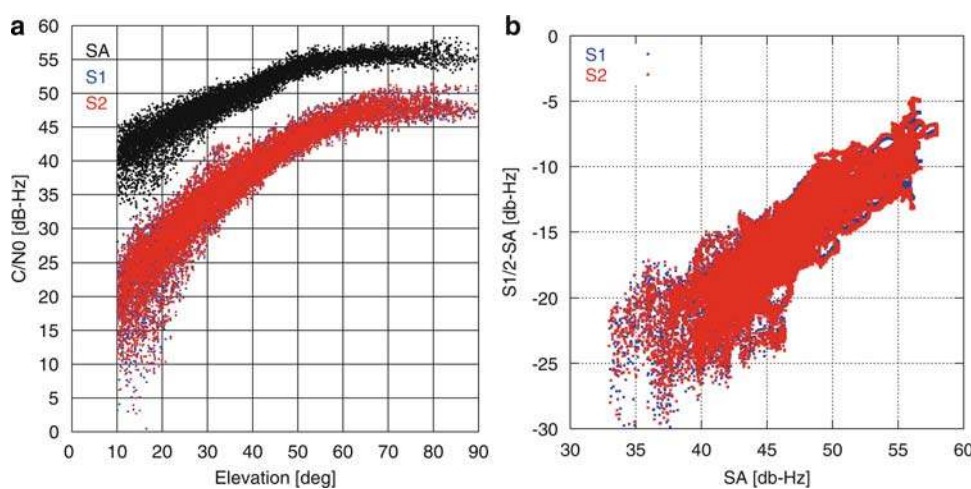 a
C/N0 [dB-Hz]
60
55
50
45
40
35
30
25
20
15
10
5
0
SA
S1
S2
0 10 20 30 40 50 60 70 80 90
Elevation [deg]
b
S1/2-SA [db-Hz]
0
-5
-10
-15
-20
-25
-30
S1
S2
30 35 40 45 50 55 60
SA [db-Hz]